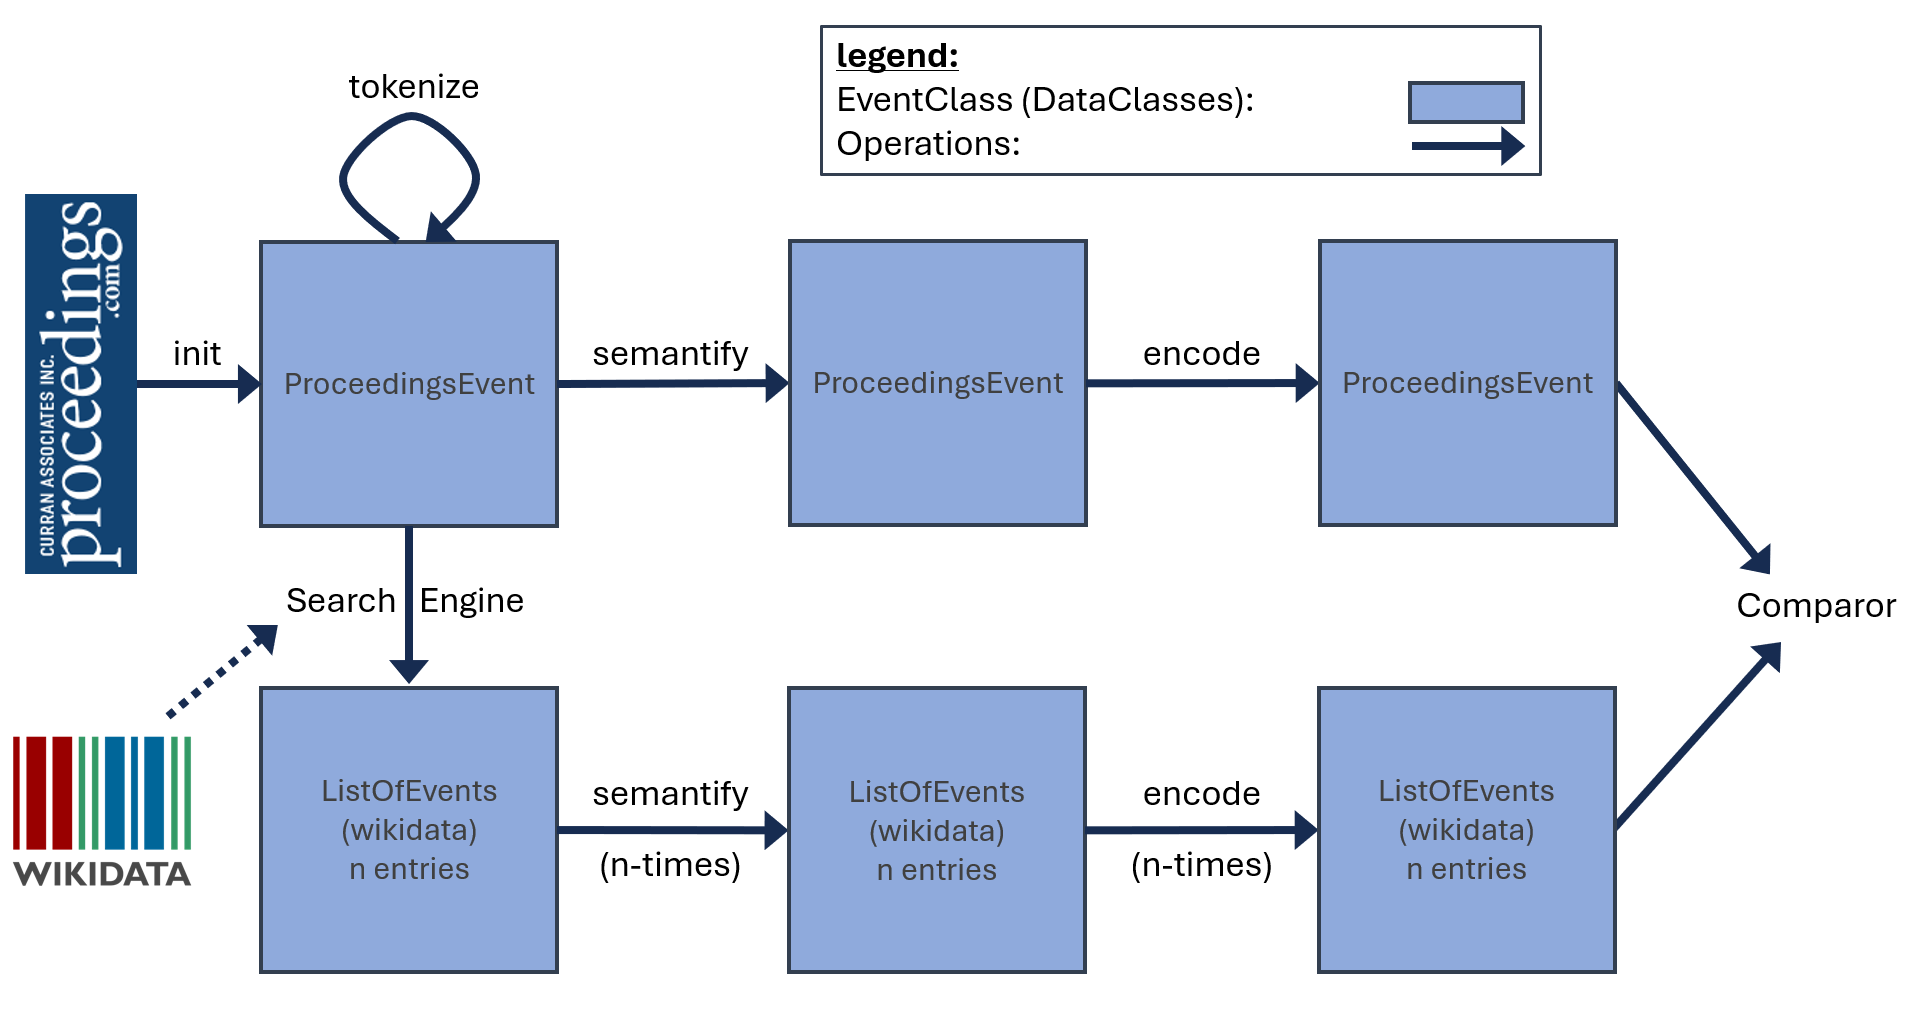 legend:
EventClass (DataClasses):
Operations:
tokenize
CURRAN ASSOCIATES INC.
proceedings
.com
init
ProceedingsEvent
semantify
ProceedingsEvent
encode
ProceedingsEvent
Search Engine
Comparor
WIKIDATA
ListOfEvents
(wikidata)
n entries
semantify
(n-times)
ListOfEvents
(wikidata)
n entries
encode
(n-times)
ListOfEvents
(wikidata)
n entries